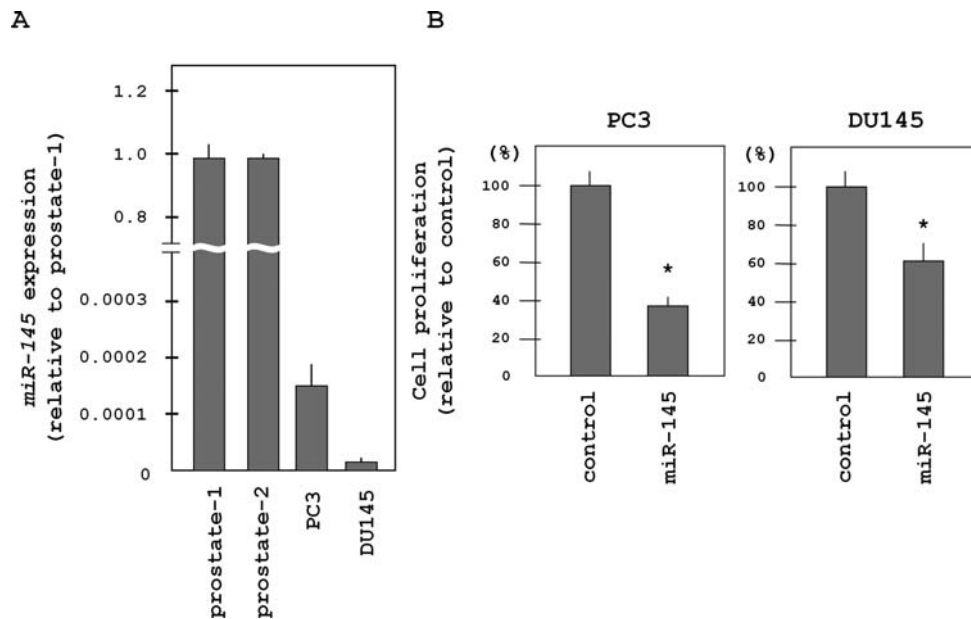 A
miR-145 expression
(relative to prostate-1)
1.2
1.0
0.8
0.0003
0.0002
0.0001
0
prostate-1
prostate-2
PC3
DU145
B
Cell proliferation
(relative to control)
PC3
(%)
100
80
60
40
20
0
*
control
miR-145
DU145
(%)
100
80
60
40
20
0
*
control
miR-145